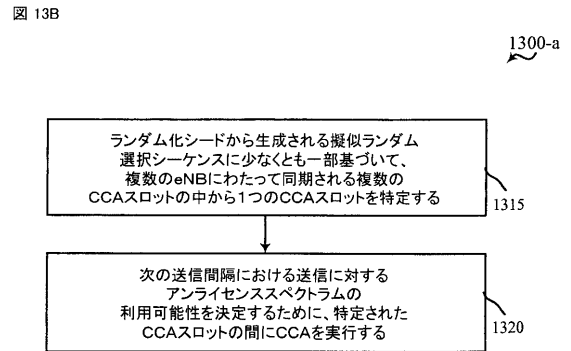 図 13B
1300-a
ランダム化シードから生成される擬似ランダム
選択シーケンスに少なくとも一部基づいて、
複数のeNBにわたって同期される複数の
CCAスロットの中から1つのCCAスロットを特定する
1315
次の送信間隔における送信に対する
アンライセンススペクトラムの
利用可能性を決定するために、特定された
CCAスロットの間にCCAを実行する
1320